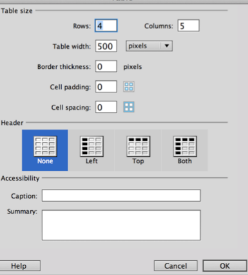 Table size
Rows: 4 Columns: 5
Table width: 500 pixels
Border thickness: 0 pixels
Cell padding: 0
Cell spacing: 0
Header
None Left Top Both
Accessibility
Caption:
Summary:
Help Cancel OK